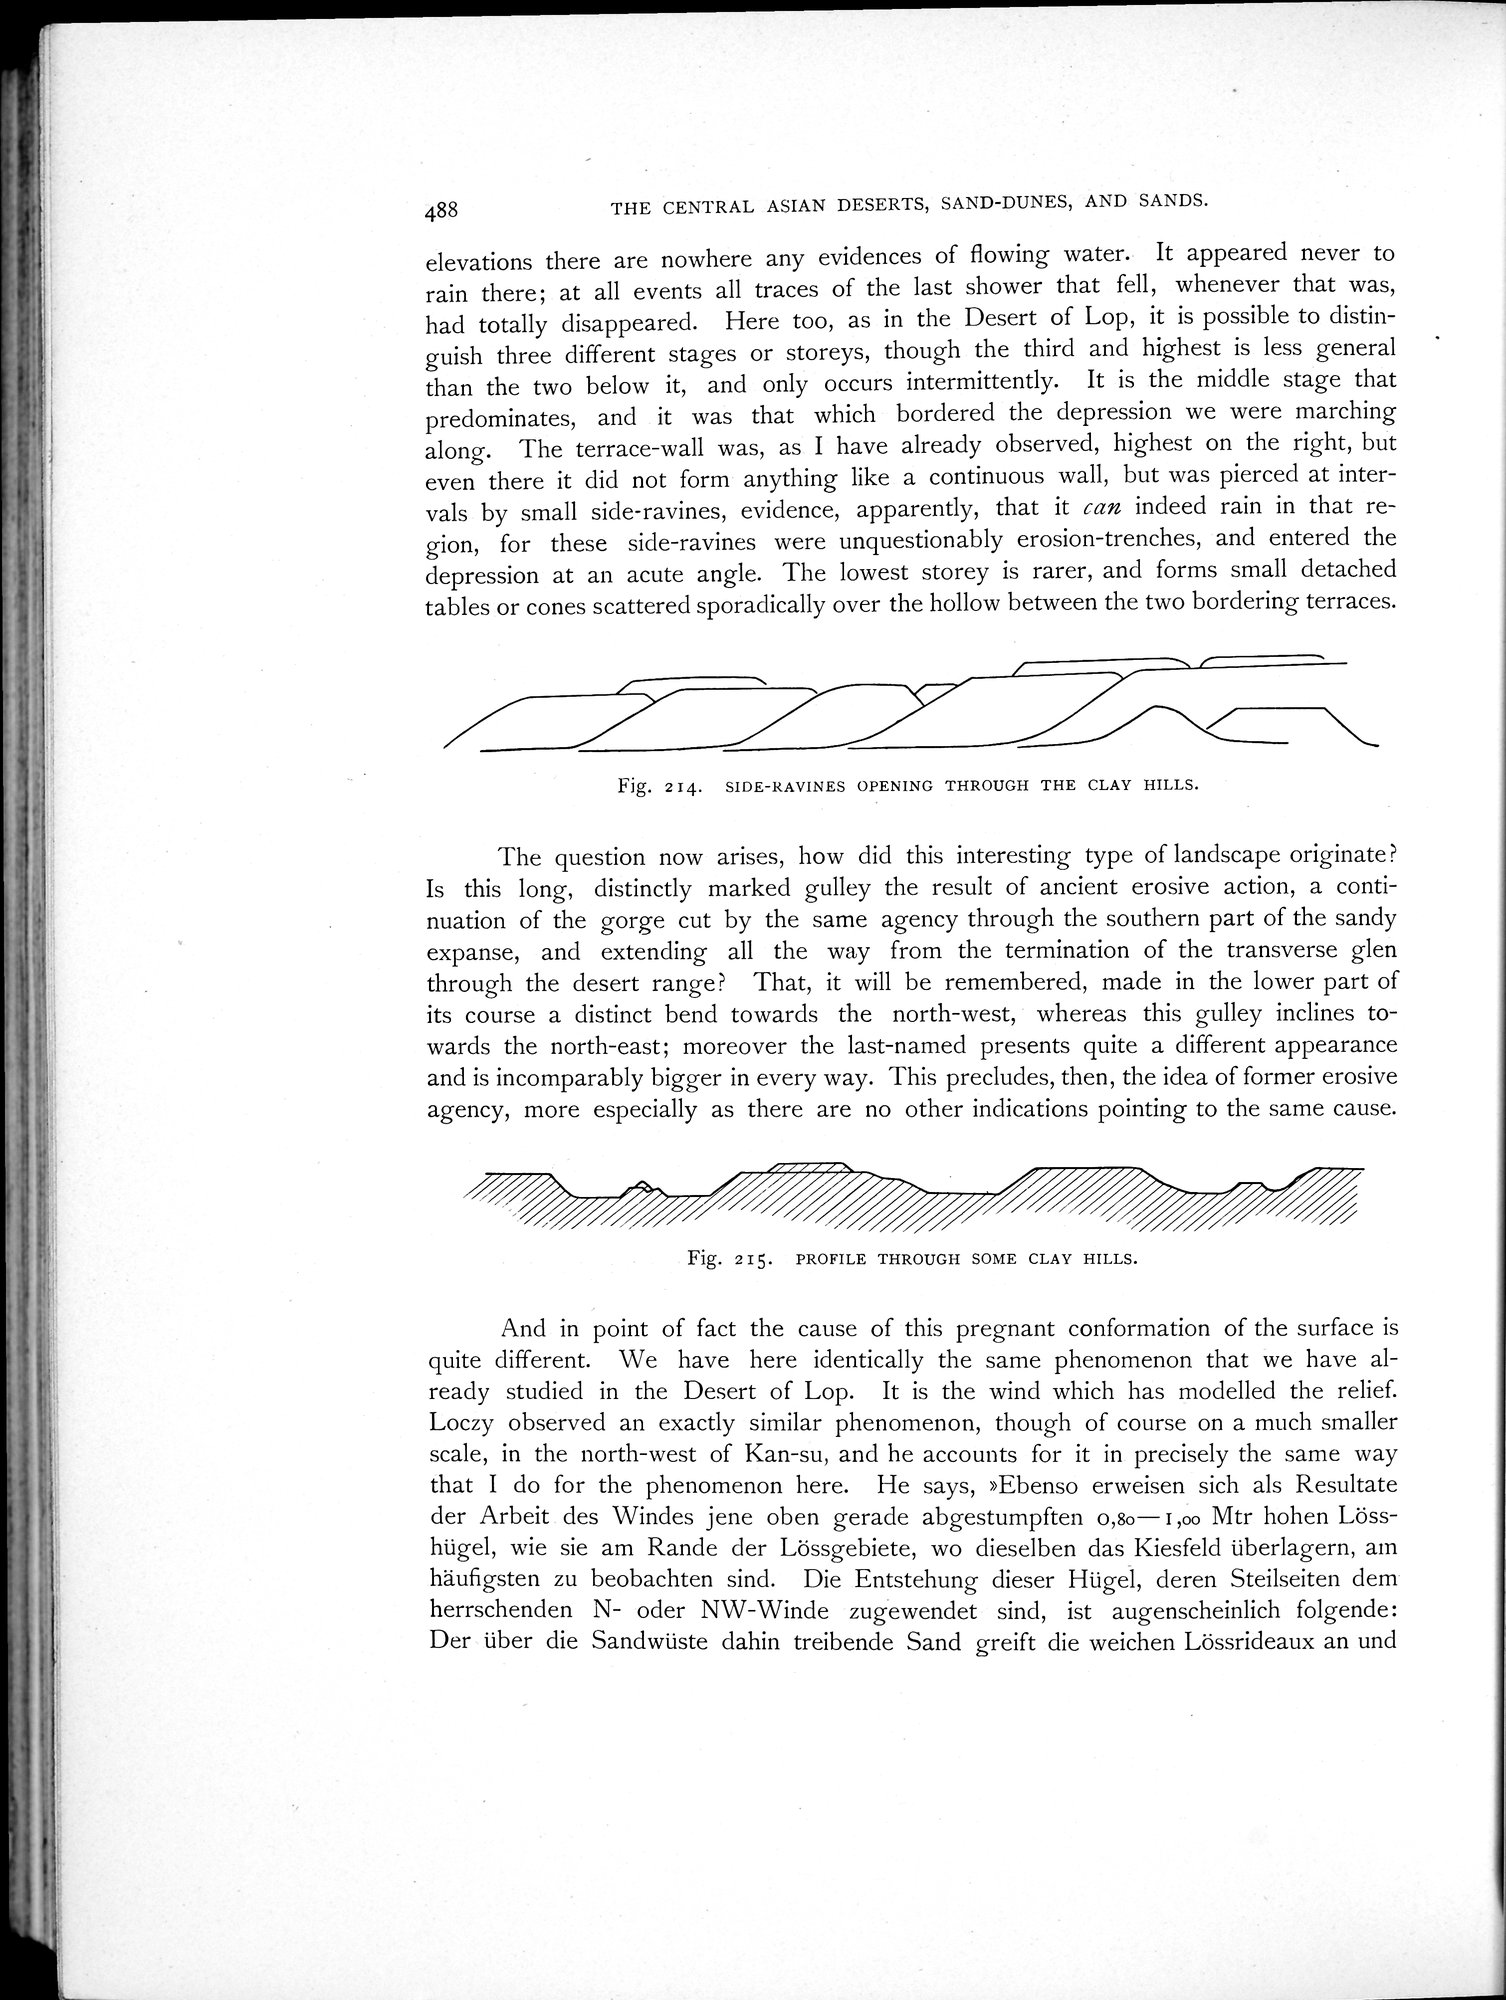 488 THE CENTRAL ASIAN DESERTS, SAND-DUNES, AND SANDS.
elevations there are nowhere any evidences of flowing water. It appeared never to
rain there; at all events all traces of the last shower that fell, whenever that was,
had totally disappeared. Here too, as in the Desert of Lop, it is possible to distin-
guish three different stages or storeys, though the third and highest is less general
than the two below it, and only occurs intermittently. It is the middle stage that
predominates, and it was that which bordered the depression we were marching
along. The terrace-wall was, as I have already observed, highest on the right, but
even there it did not form anything like a continuous wall, but was pierced at inter-
vals by small side-ravines, evidence, apparently, that it can indeed rain in that re-
gion, for these side-ravines were unquestionably erosion-trenches, and entered the
depression at an acute angle. The lowest storey is rarer, and forms small detached
tables or cones scattered sporadically over the hollow between the two bordering terraces.
Fig. 214. SIDE-RAVINES OPENING THROUGH THE CLAY HILLS.
The question now arises, how did this interesting type of landscape originate?
Is this long, distinctly marked gulley the result of ancient erosive action, a conti-
nuation of the gorge cut by the same agency through the southern part of the sandy
expanse, and extending all the way from the termination of the transverse glen
through the desert range? That, it will be remembered, made in the lower part of
its course a distinct bend towards the north-west, whereas this gulley inclines to-
wards the north-east; moreover the last-named presents quite a different appearance
and is incomparably bigger in every way. This precludes, then, the idea of former erosive
agency, more especially as there are no other indications pointing to the same cause.
Fig. 215. PROFILE THROUGH SOME CLAY HILLS.
And in point of fact the cause of this pregnant conformation of the surface is
quite different. We have here identically the same phenomenon that we have al-
ready studied in the Desert of Lop. It is the wind which has modelled the relief.
Loczy observed an exactly similar phenomenon, though of course on a much smaller
scale, in the north-west of Kan-su, and he accounts for it in precisely the same way
that I do for the phenomenon here. He says, »Ebenso erweisen sich als Resultate
der Arbeit des Windes jene oben gerade abgestumpften 0,80—1,00 Mtr hohen Löss-
hügel, wie sie am Rande der Lössgebiete, wo dieselben das Kiesfeld überlagern, am
häufigsten zu beobachten sind. Die Entstehung dieser Hügel, deren Steilseiten dem
herrschenden N- oder NW-Winde zugewendet sind, ist augenscheinlich folgende:
Der über die Sandwüste dahin treibende Sand greift die weichen Lössrideaux an und